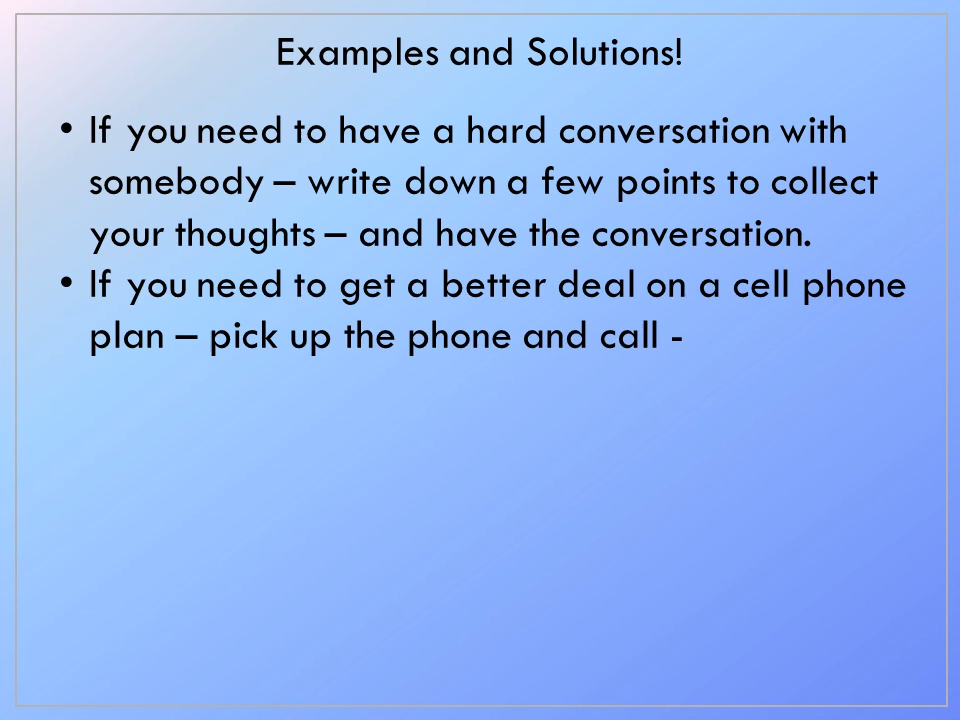 Examples and Solutions!
• If you need to have a hard conversation with
somebody – write down a few points to collect
your thoughts – and have the conversation.
• If you need to get a better deal on a cell phone
plan – pick up the phone and call -